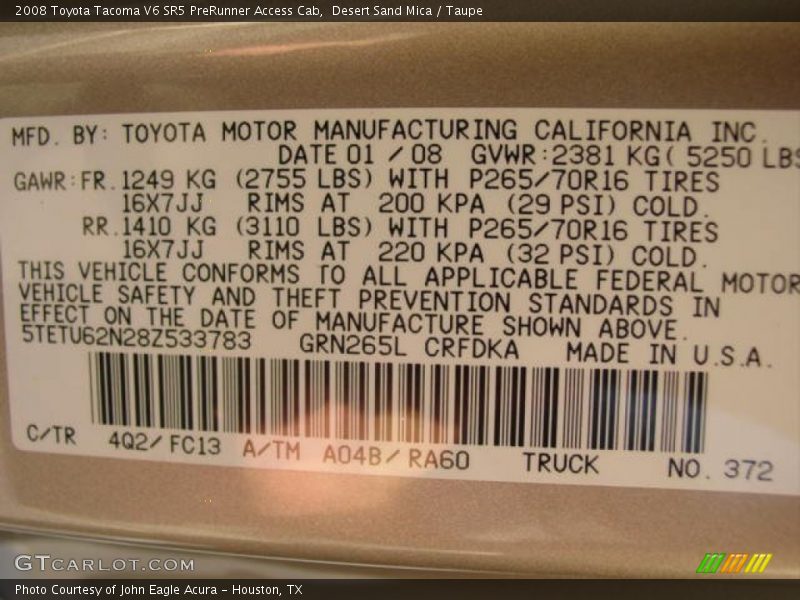 2008 Toyota Tacoma V6 SR5 PreRunner Access Cab,  Desert Sand Mica / Taupe
MFD. BY: TOYOTA MOTOR MANUFACTURING CALIFORNIA INC.
DATE 01 / 08 GVWR:2381 KG( 5250 LBS
GAWR:FR.1249 KG (2755 LBS) WITH P265/70R16 TIRES
16X7JJ RIMS AT 200 KPA (29 PSI) COLD.
RR.1410 KG (3110 LBS) WITH P265/70R16 TIRES
16X7JJ RIMS AT 220 KPA (32 PSI) COLD.
THIS VEHICLE CONFORMS TO ALL APPLICABLE FEDERAL MOTOR
VEHICLE SAFETY AND THEFT PREVENTION STANDARDS IN
EFFECT ON THE DATE OF MANUFACTURE SHOWN ABOVE.
5TETU62N28Z533783 GRN265L CRFDKA MADE IN U.S.A.
C/TR 4Q2/FC13 A/TM A04B/RA60 TRUCK NO. 372
GTCARLOT.COM
Photo Courtesy of John Eagle Acura - Houston, TX